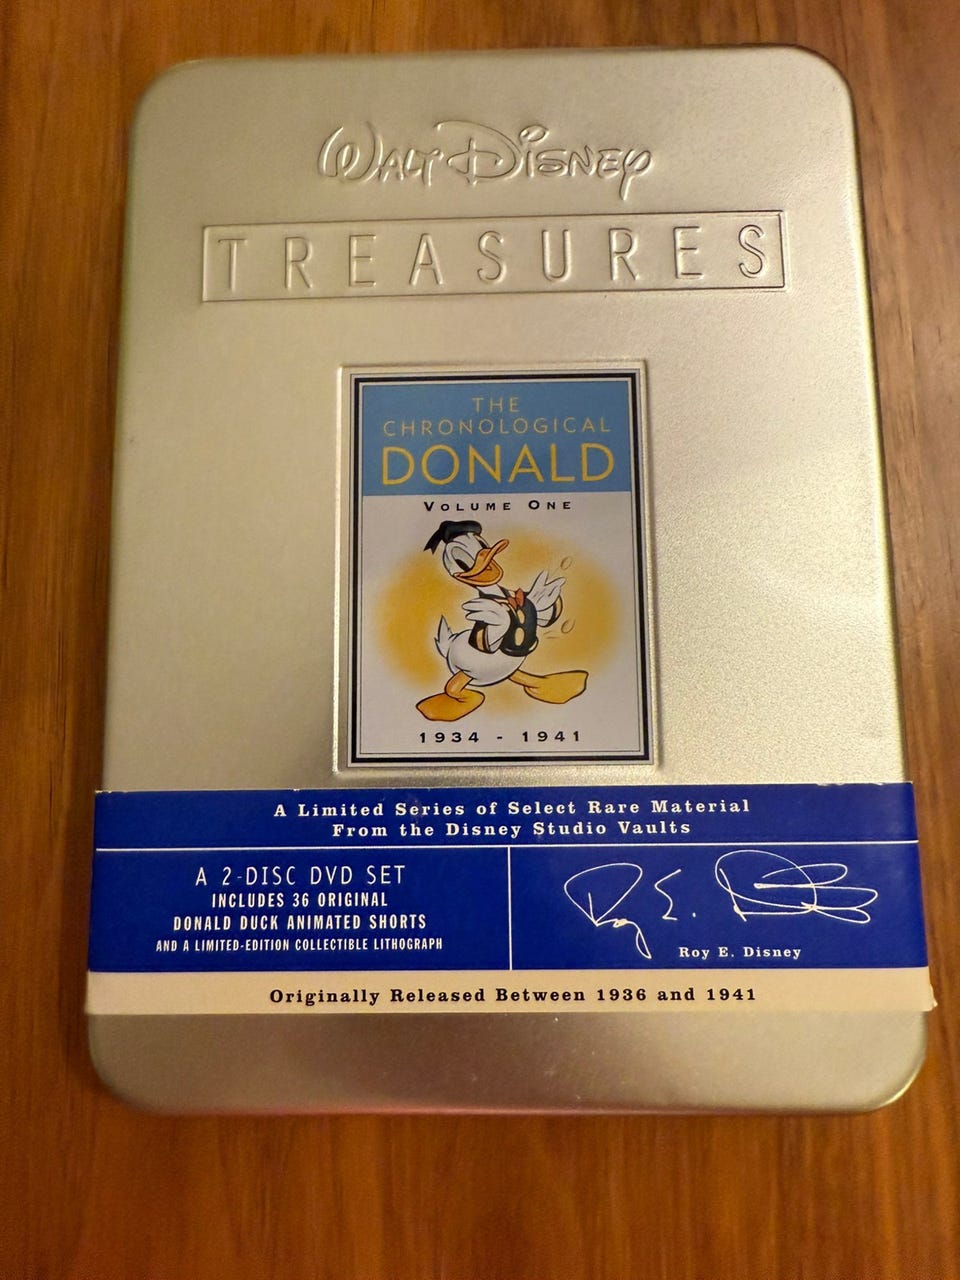 WALT DISNEY
TREASURES
THE
CHRONOLOGICAL
DONALD
VOLUME ONE
1934 - 1941
A Limited Series of Select Rare Material
From the Disney Studio Vaults
A 2-DISC DVD SET
INCLUDES 36 ORIGINAL
DONALD DUCK ANIMATED SHORTS
AND A LIMITED-EDITION COLLECTIBLE LITHOGRAPH
Roy E. Disney
Roy E. Disney
Originally Released Between 1936 and 1941